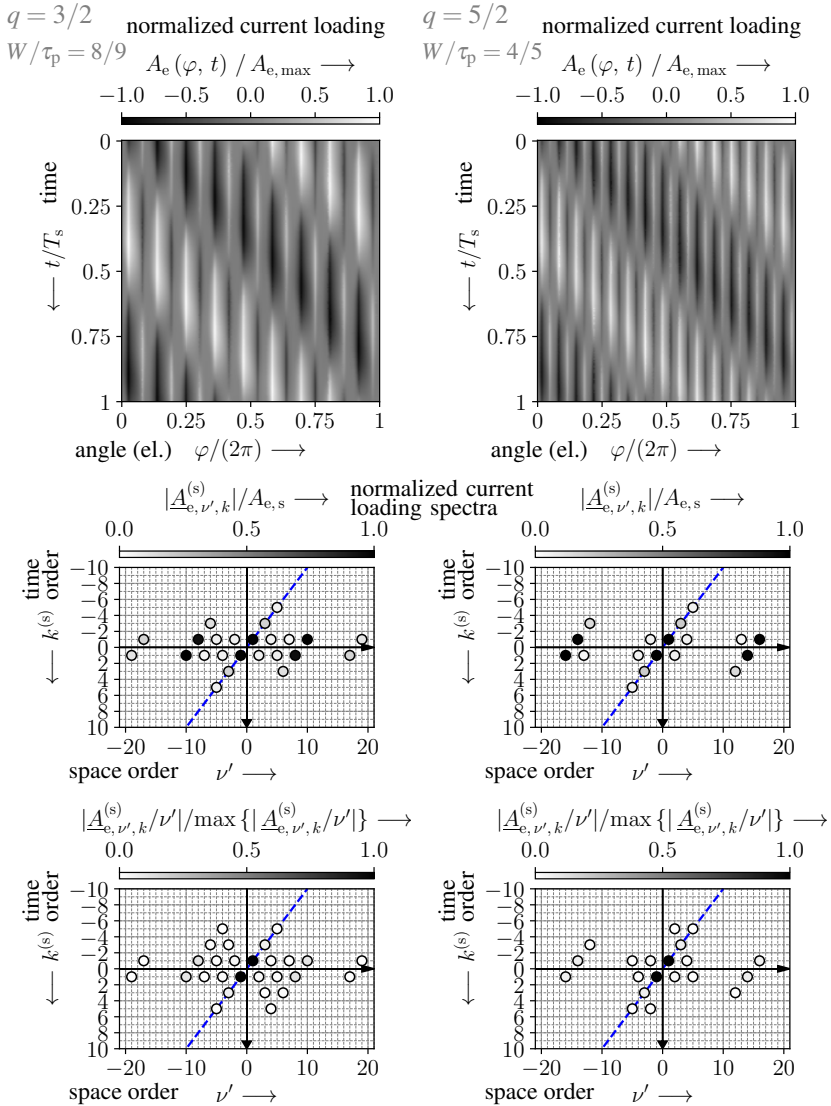 q = 3/2 normalized current loading q = 5/2 normalized current loading
W/τp = 8/9 Ae (φ, t) / Ae, max ⟶ W/τp = 4/5 Ae (φ, t) / Ae, max ⟶
−1.0 −0.5 0.0 0.5 1.0 −1.0 −0.5 0.0 0.5 1.0
0 0
0.25 0.25
0.5 0.5
0.75 0.75
1 1
⟵ t/Ts time ⟵ t/Ts time
0 0.25 0.5 0.75 1 0 0.25 0.5 0.75 1
angle (el.) φ/(2π) ⟶ angle (el.) φ/(2π) ⟶
|A(s)e, ν′, k|/Ae, s ⟶ normalized current |A(s)e, ν′, k|/Ae, s ⟶
loading spectra
0.0 0.5 1.0 0.0 0.5 1.0
−10 −10
−8 −8
−6 −6
−4 −4
−2 −2
0 0
2 2
4 4
6 6
8 8
10 10
⟵ k(s) time order ⟵ k(s) time order
−20 −10 0 10 20 −20 −10 0 10 20
space order ν′ ⟶ space order ν′ ⟶
|A(s)e, ν′, k/ν′|/max {|A(s)e, ν′, k/ν′|} ⟶ |A(s)e, ν′, k/ν′|/max {|A(s)e, ν′, k/ν′|} ⟶
0.0 0.5 1.0 0.0 0.5 1.0
−10 −10
−8 −8
−6 −6
−4 −4
−2 −2
0 0
2 2
4 4
6 6
8 8
10 10
⟵ k(s) time order ⟵ k(s) time order
−20 −10 0 10 20 −20 −10 0 10 20
space order ν′ ⟶ space order ν′ ⟶